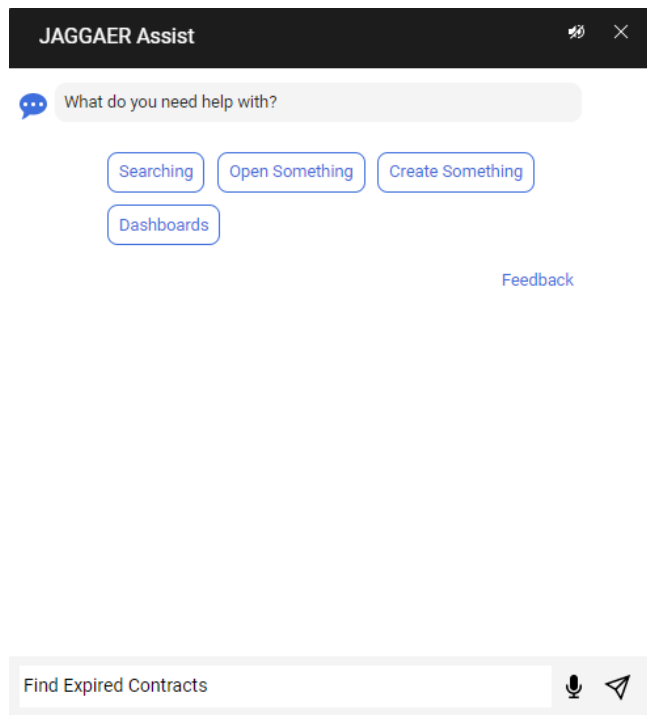 JAGGAER Assist
What do you need help with?
Searching
Open Something
Create Something
Dashboards
Feedback
Find Expired Contracts